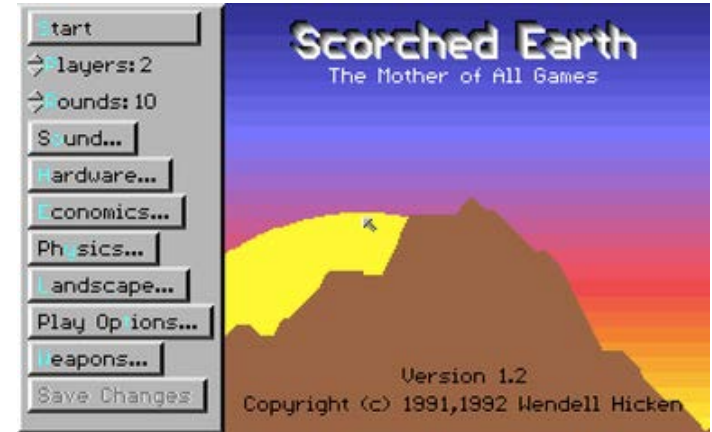 Start
Players: 2
Rounds: 10
Sound...
Hardware...
Economics...
Physics...
Landscape...
Play Options...
Weapons...
Save Changes
Scorched Earth
The Mother of All Games
Version 1.2
Copyright (c) 1991,1992 Wendell Hicken